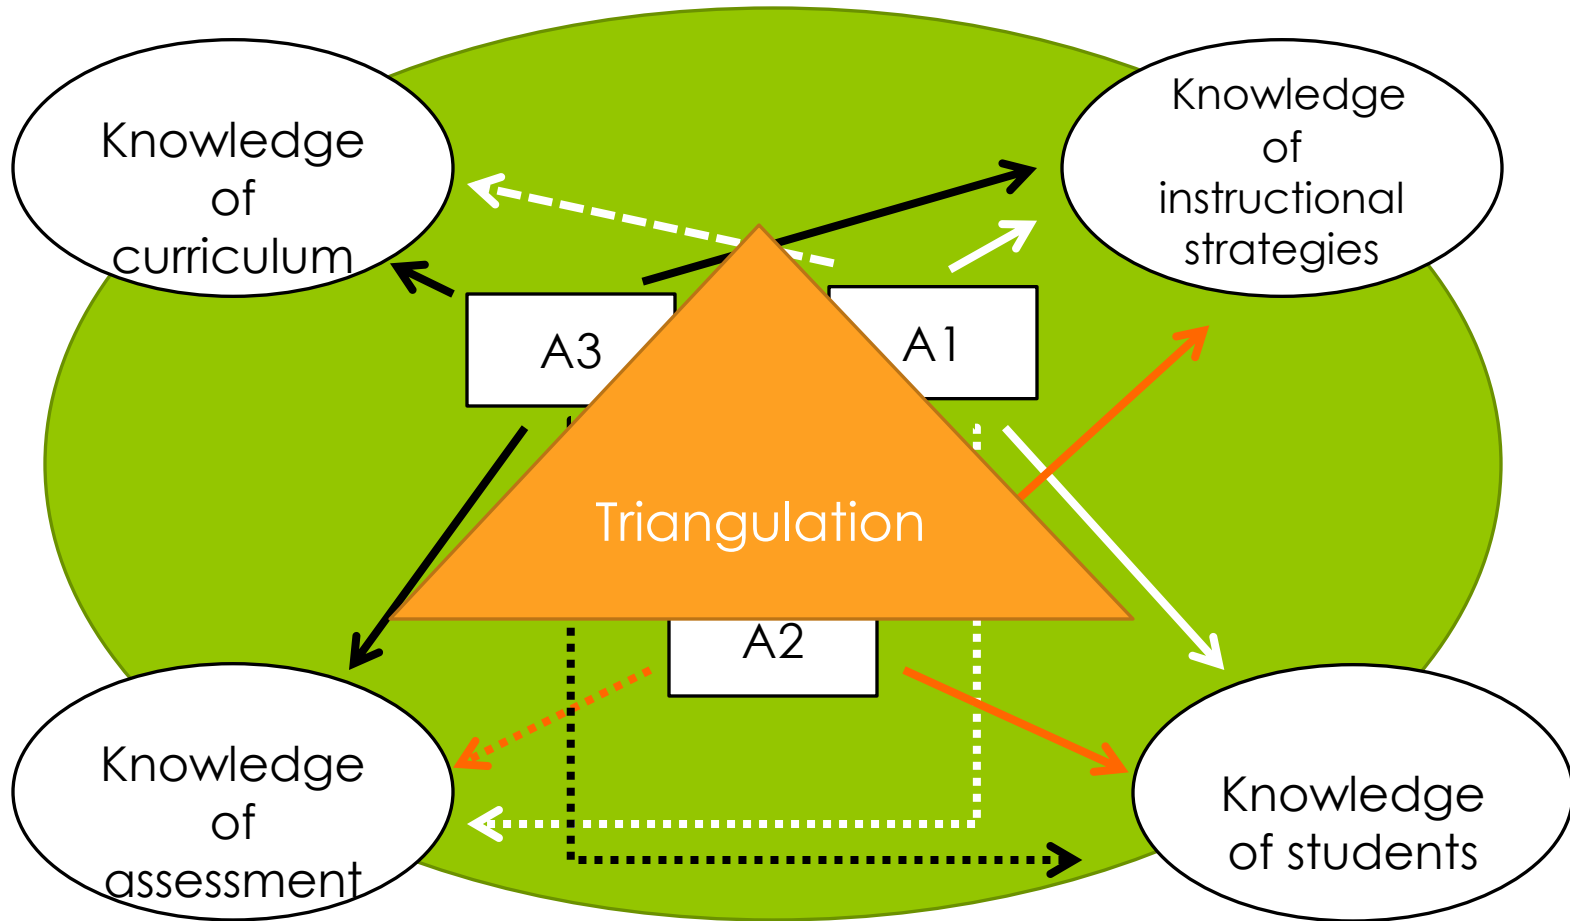 Knowledge
of
curriculum
Knowledge
of
instructional
strategies
A3
A1
Triangulation
A2
Knowledge
of
assessment
Knowledge
of students